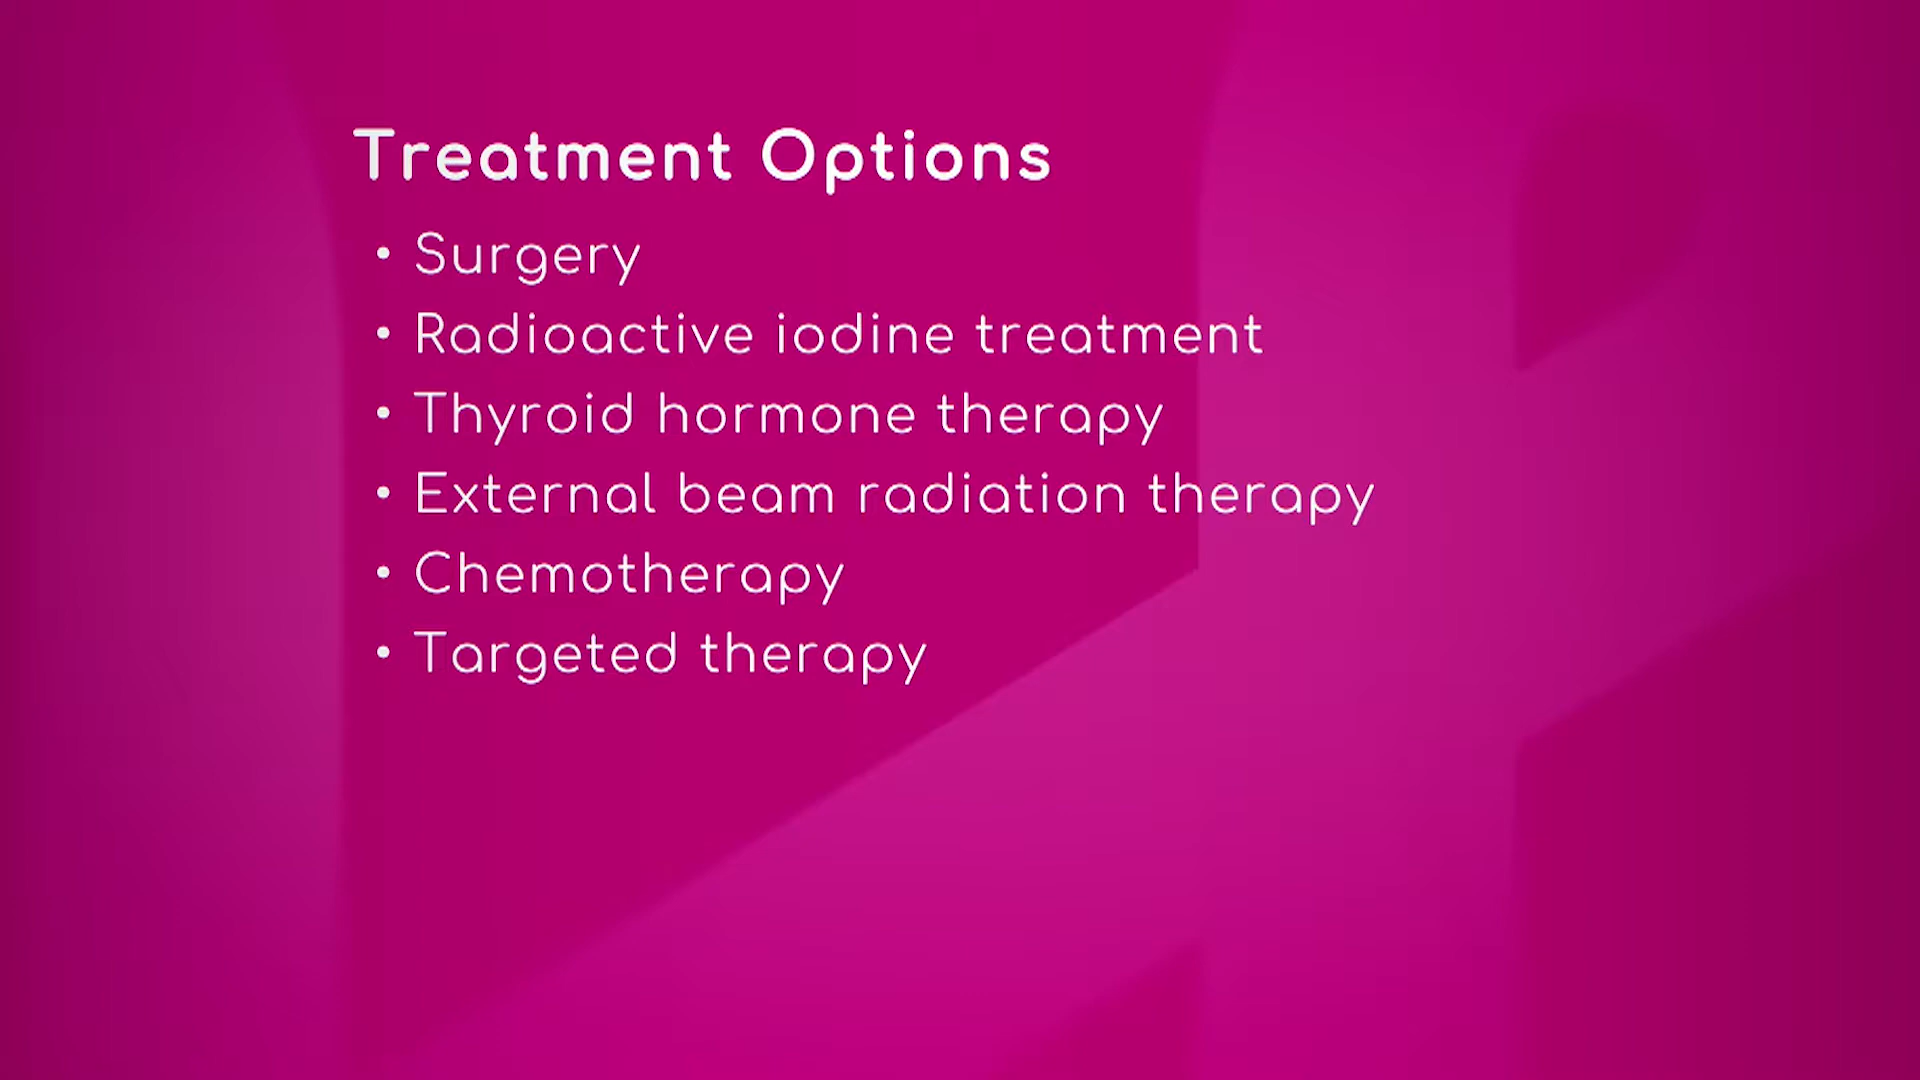 Treatment Options
• Surgery
• Radioactive iodine treatment
• Thyroid hormone therapy
• External beam radiation therapy
• Chemotherapy
• Targeted therapy